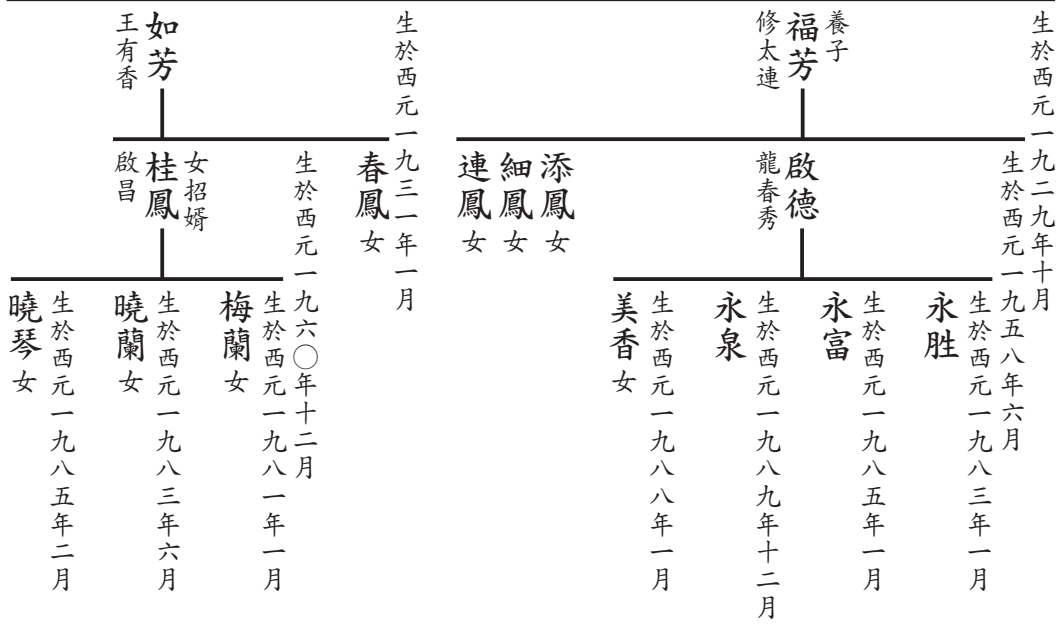 生於西元一九二九年十月
養子
福芳
修太連
生於西元一九五八年六月
啟德
龍春秀
添鳳 女
細鳳 女
連鳳 女
生於西元一九八三年一月
永胜
生於西元一九八五年一月
永富
生於西元一九八九年十二月
永泉
生於西元一九八八年一月
美香 女
生於西元一九三一年一月
如芳
王有香
春鳳 女
生於西元一九六〇年十二月
女招婿
桂鳳
啟昌
生於西元一九八一年一月
梅蘭 女
生於西元一九八三年六月
曉蘭 女
生於西元一九八五年二月
曉琴 女